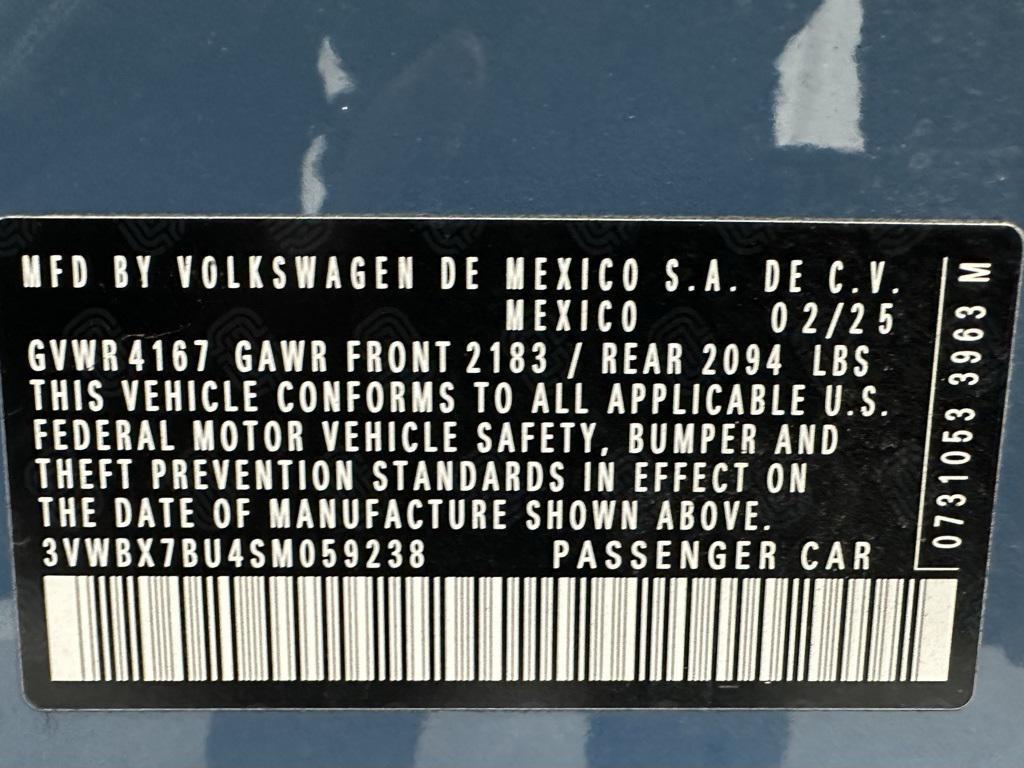 MFD BY VOLKSWAGEN DE MEXICO S.A. DE C.V.
MEXICO 02/25
GVWR 4167 GAWR FRONT 2183 / REAR 2094 LBS
THIS VEHICLE CONFORMS TO ALL APPLICABLE U.S.
FEDERAL MOTOR VEHICLE SAFETY, BUMPER AND
THEFT PREVENTION STANDARDS IN EFFECT ON
THE DATE OF MANUFACTURE SHOWN ABOVE.
3VWBX7BU4SM059238 PASSENGER CAR
0731053 3963 M